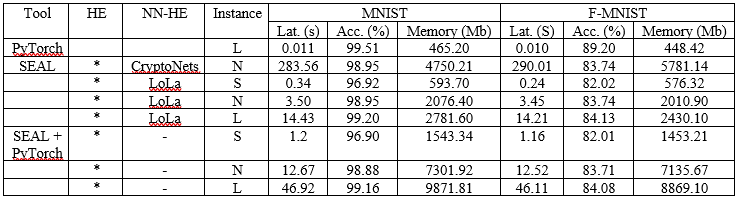 Tool HE NN-HE Instance MNIST F-MNIST
Lat. (s) Acc. (%) Memory (Mb) Lat. (S) Acc. (%) Memory (Mb)
PyTorch L 0.011 99.51 465.20 0.010 89.20 448.42
SEAL * CryptoNets N 283.56 98.95 4750.21 290.01 83.74 5781.14
* LoLa S 0.34 96.92 593.70 0.24 82.02 576.32
* LoLa N 3.50 98.95 2076.40 3.45 83.74 2010.90
* LoLa L 14.43 99.20 2781.60 14.21 84.13 2430.10
SEAL + PyTorch * - S 1.2 96.90 1543.34 1.16 82.01 1453.21
* - N 12.67 98.88 7301.92 12.52 83.71 7135.67
* - L 46.92 99.16 9871.81 46.11 84.08 8869.10